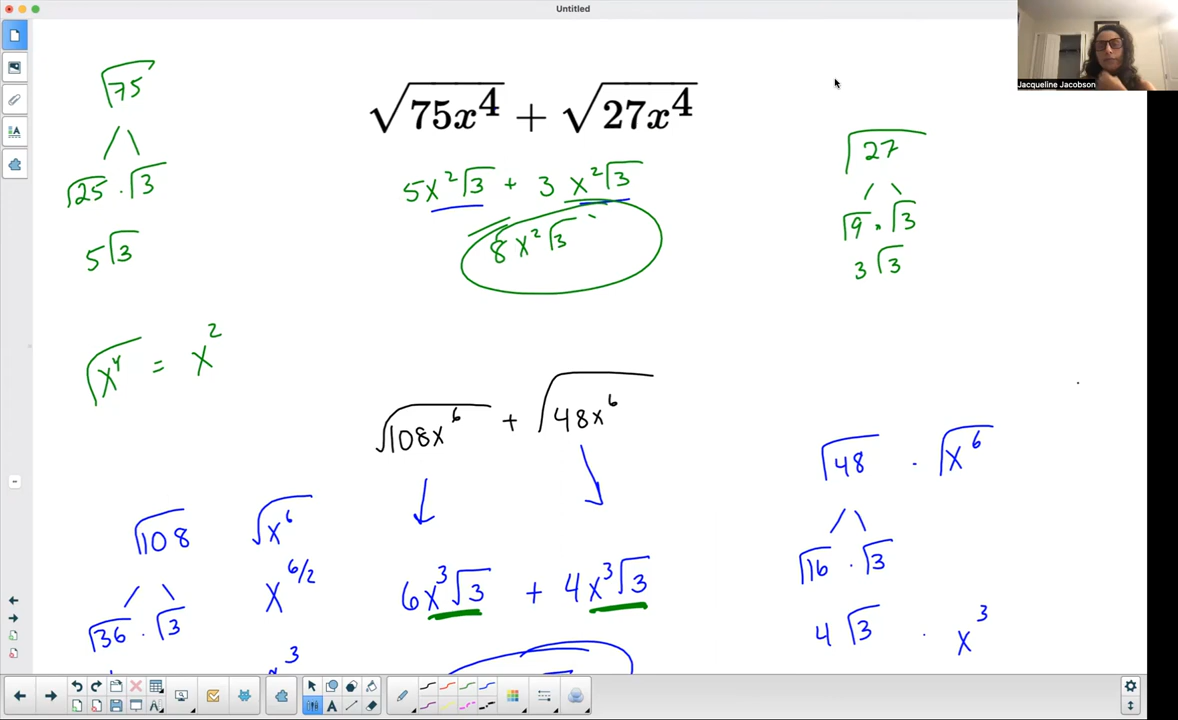 Untitled
Jacqueline Jacobson
√75
√25 · √3
5√3
√x⁴ = x²
√75x⁴ + √27x⁴
5x²√3 + 3 x²√3
8x²√3
√27
√9 · √3
3√3
√108x⁶ + √48x⁶
6x³√3 + 4x³√3
√108 √x⁶
x^6/2
√36 · √3
√48 · √x⁶
√16 · √3
4√3 · x³